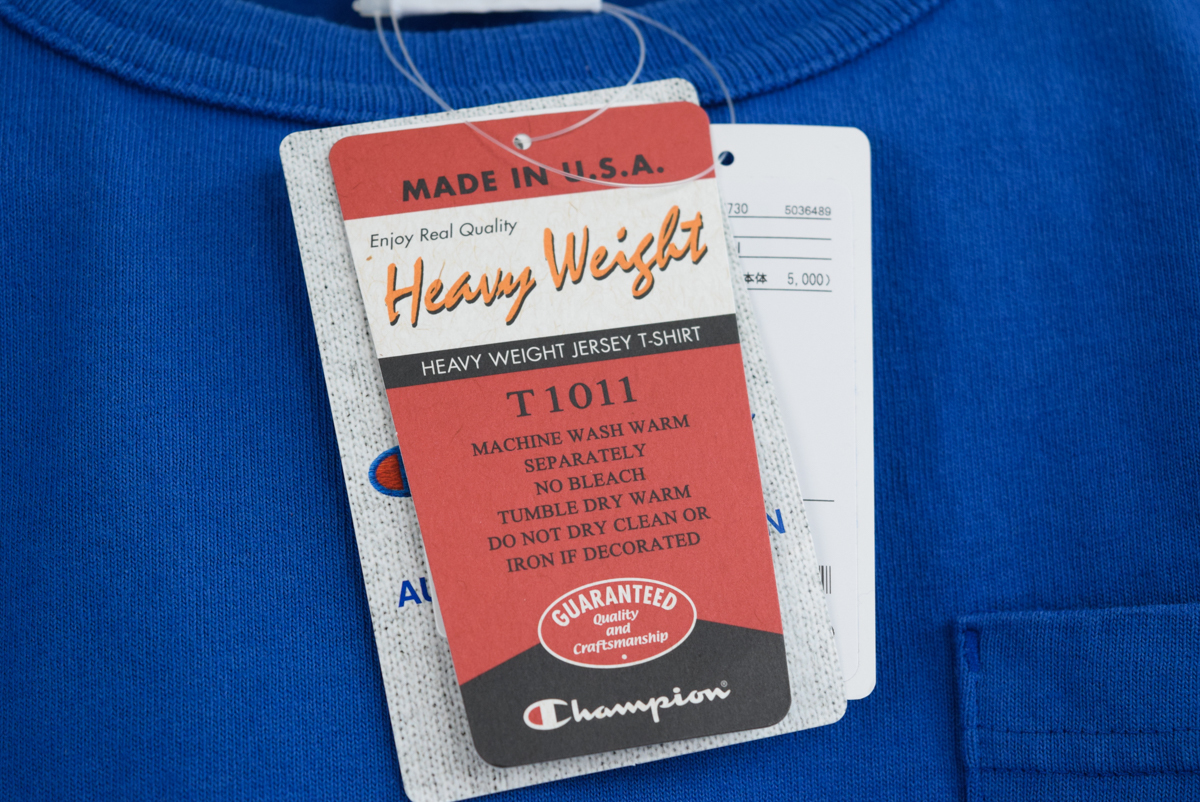 MADE IN U.S.A.
Enjoy Real Quality
Heavy Weight
HEAVY WEIGHT JERSEY T-SHIRT
T1011
MACHINE WASH WARM
SEPARATELY
NO BLEACH
TUMBLE DRY WARM
DO NOT DRY CLEAN OR
IRON IF DECORATED
GUARANTEED
Quality
and
Craftsmanship
Champion®
730 5036489
本体 5,000)
AU
N